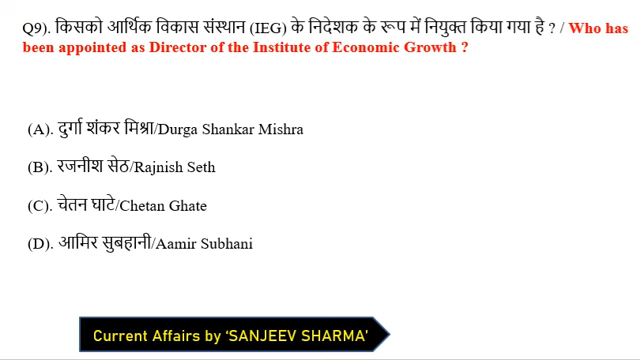 Q9). किसको आर्थिक विकास संस्थान (IEG) के निदेशक के रूप में नियुक्त किया गया है ? / Who has
been appointed as Director of the Institute of Economic Growth ?
(A). दुर्गा शंकर मिश्रा/Durga Shankar Mishra
(B). रजनीश सेठ/Rajnish Seth
(C). चेतन घाटे/Chetan Ghate
(D). आमिर सुबहानी/Aamir Subhani
Current Affairs by ‘SANJEEV SHARMA’